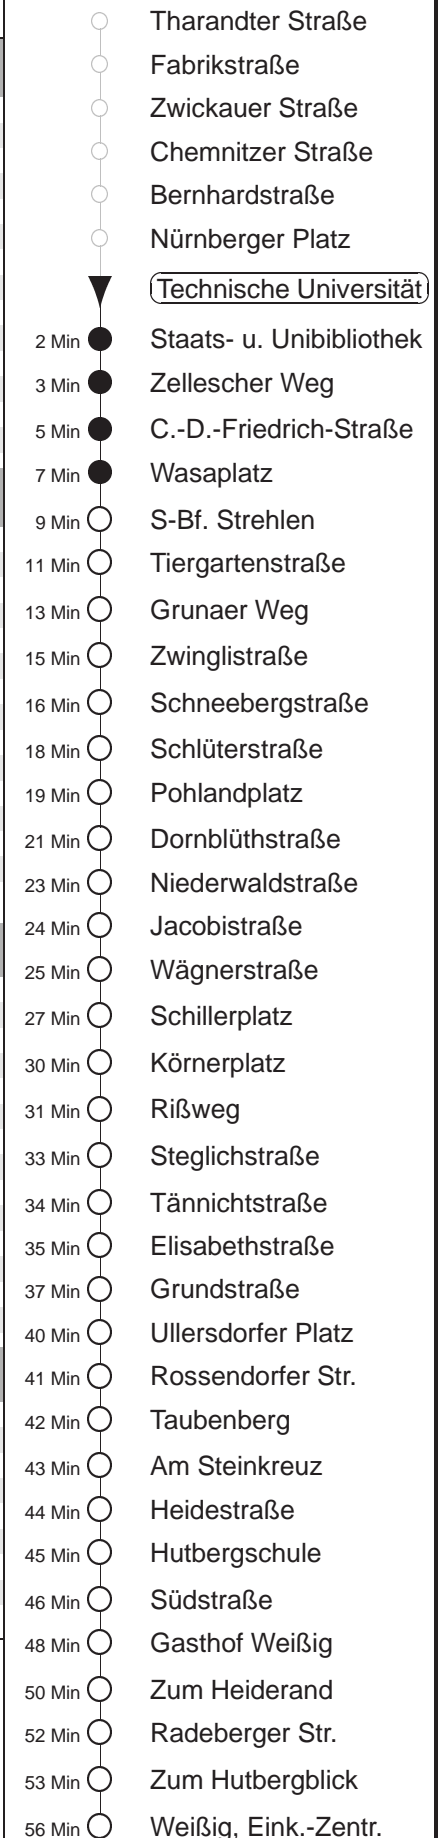 Tharandter Straße
Fabrikstraße
Zwickauer Straße
Chemnitzer Straße
Bernhardstraße
Nürnberger Platz
Technische Universität
2 Min Staats- u. Unibibliothek
3 Min Zellescher Weg
5 Min C.-D.-Friedrich-Straße
7 Min Wasaplatz
9 Min S-Bf. Strehlen
11 Min Tiergartenstraße
13 Min Grunaer Weg
15 Min Zwinglistraße
16 Min Schneebergstraße
18 Min Schlüterstraße
19 Min Pohlandplatz
21 Min Dornblüthstraße
23 Min Niederwaldstraße
24 Min Jacobistraße
25 Min Wägnerstraße
27 Min Schillerplatz
30 Min Körnerplatz
31 Min Rißweg
33 Min Steglichstraße
34 Min Tännichtstraße
35 Min Elisabethstraße
37 Min Grundstraße
40 Min Ullersdorfer Platz
41 Min Rossendorfer Str.
42 Min Taubenberg
43 Min Am Steinkreuz
44 Min Heidestraße
45 Min Hutbergschule
46 Min Südstraße
48 Min Gasthof Weißig
50 Min Zum Heiderand
52 Min Radeberger Str.
53 Min Zum Hutbergblick
56 Min Weißig, Eink.-Zentr.